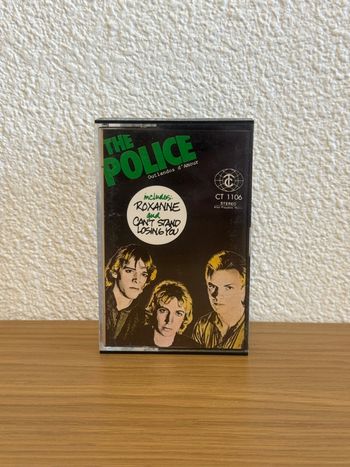 THE
POLICE
Outlandos d'Amour
includes:
ROXANNE
and
CAN'T STAND
LOSING YOU
CT 1106
STEREO